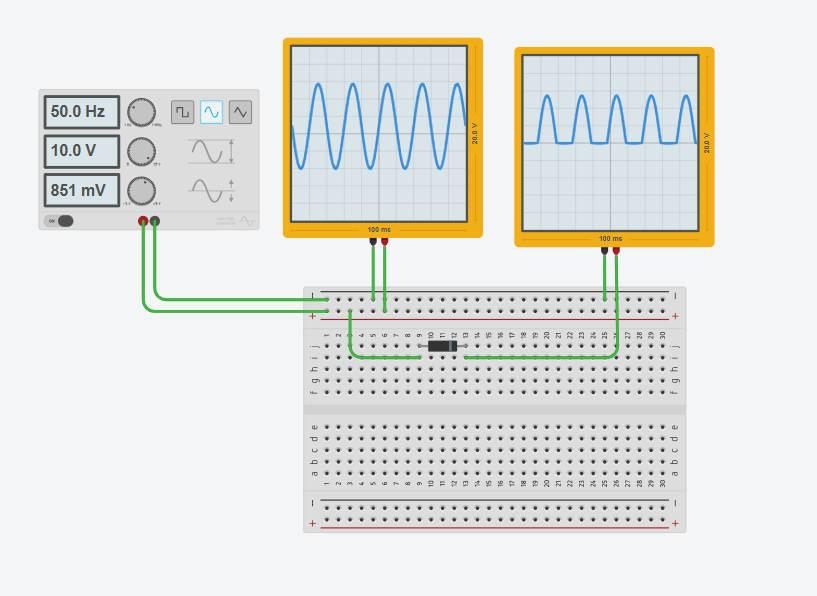 50.0 Hz
10.0 V
851 mV
ON
20.0 V
100 ms
20.0 V
100 ms
− −
+ +
1 2 3 4 5 6 7 8 9 10 11 12 13 14 15 16 17 18 19 20 21 22 23 24 25 26 27 28 29 30
j j
i i
h h
g g
f f
e e
d d
c c
b b
a a
1 2 3 4 5 6 7 8 9 10 11 12 13 14 15 16 17 18 19 20 21 22 23 24 25 26 27 28 29 30
− −
+ +